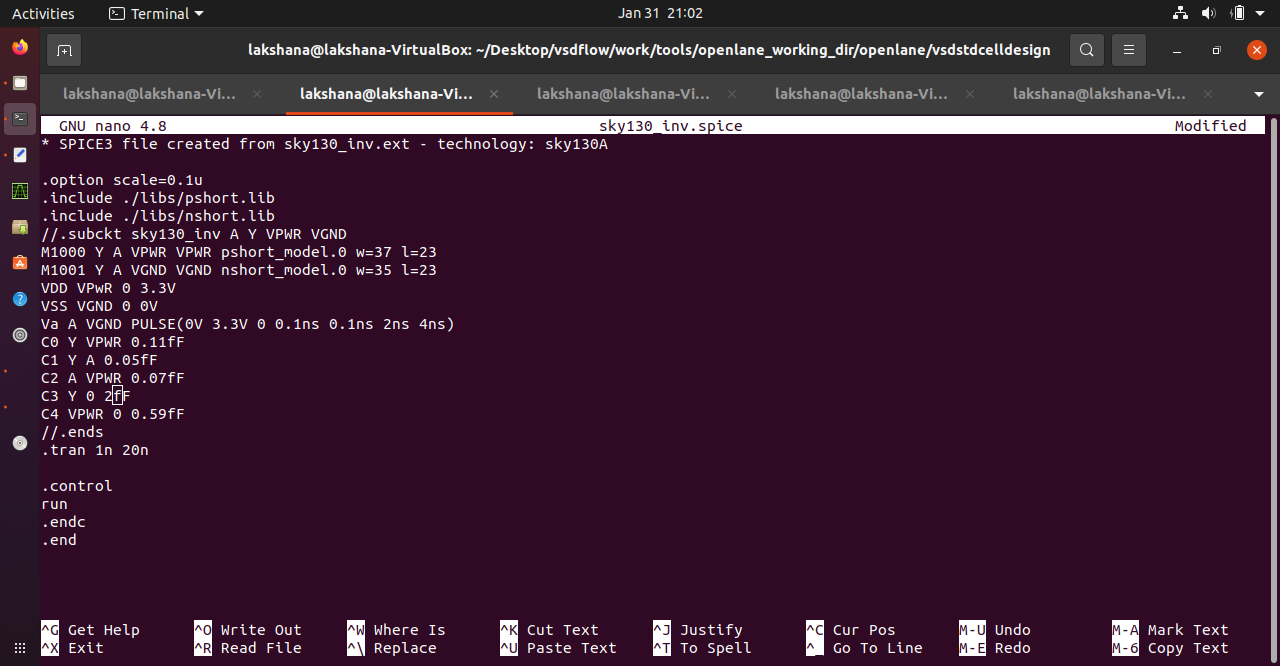 Activities Terminal Jan 31 21:02
lakshana@lakshana-VirtualBox: ~/Desktop/vsdflow/work/tools/openlane_working_dir/openlane/vsdstdcelldesign
lakshana@lakshana-Vi... lakshana@lakshana-Vi... lakshana@lakshana-Vi... lakshana@lakshana-Vi... lakshana@lakshana-Vi...
GNU nano 4.8 sky130_inv.spice Modified
* SPICE3 file created from sky130_inv.ext - technology: sky130A
.option scale=0.1u
.include ./libs/pshort.lib
.include ./libs/nshort.lib
//.subckt sky130_inv A Y VPWR VGND
M1000 Y A VPWR VPWR pshort_model.0 w=37 l=23
M1001 Y A VGND VGND nshort_model.0 w=35 l=23
VDD VPwR 0 3.3V
VSS VGND 0 0V
Va A VGND PULSE(0V 3.3V 0 0.1ns 0.1ns 2ns 4ns)
C0 Y VPWR 0.11fF
C1 Y A 0.05fF
C2 A VPWR 0.07fF
C3 Y 0 2fF
C4 VPWR 0 0.59fF
//.ends
.tran 1n 20n
.control
run
.endc
.end
^G Get Help ^O Write Out ^W Where Is ^K Cut Text ^J Justify ^C Cur Pos M-U Undo M-A Mark Text
^X Exit ^R Read File ^\ Replace ^U Paste Text ^T To Spell ^_ Go To Line M-E Redo M-6 Copy Text